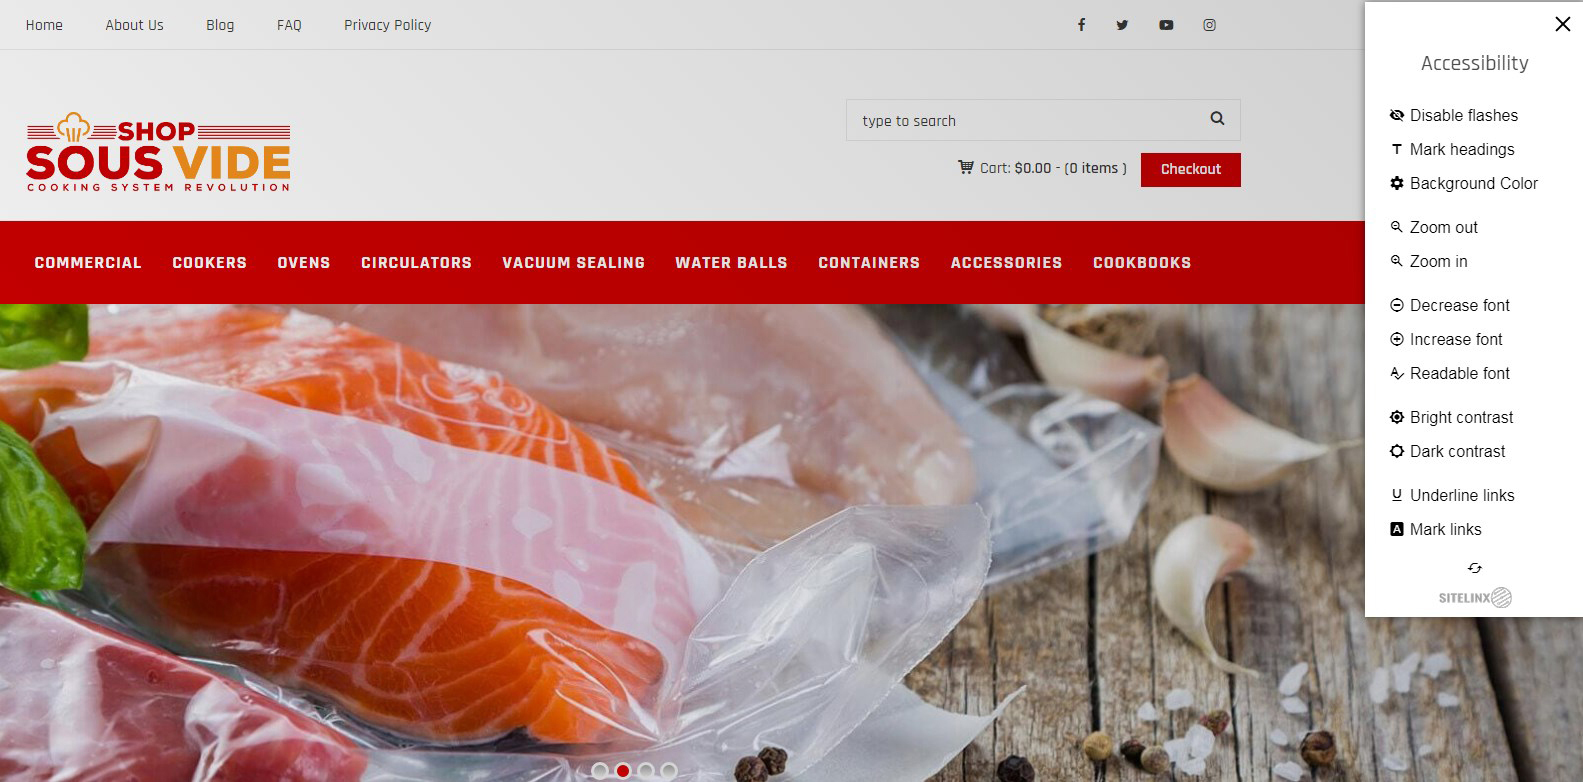 Home About Us Blog FAQ Privacy Policy
Accessibility
SHOP
SOUS VIDE
COOKING SYSTEM REVOLUTION
type to search
Cart: $0.00 - (0 items ) Checkout
COMMERCIAL COOKERS OVENS CIRCULATORS VACUUM SEALING WATER BALLS CONTAINERS ACCESSORIES COOKBOOKS
Disable flashes
Mark headings
Background Color
Zoom out
Zoom in
Decrease font
Increase font
Readable font
Bright contrast
Dark contrast
Underline links
Mark links
SITELINX